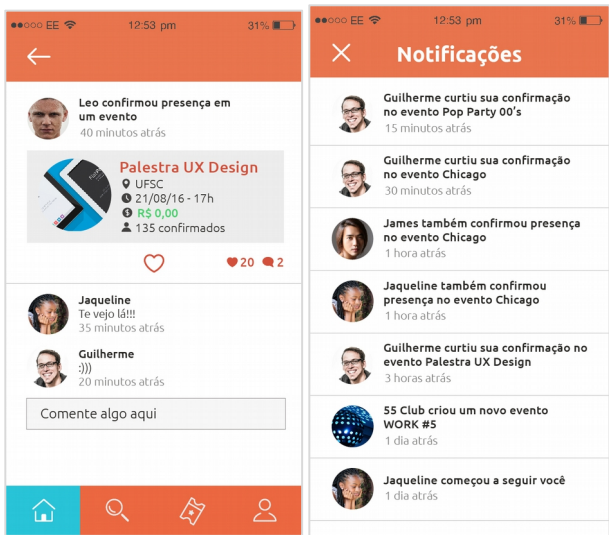 EE 12:53 pm 31%
Leo confirmou presença em
um evento
40 minutos atrás
Palestra UX Design
UFSC
21/08/16 - 17h
R$ 0,00
135 confirmados
20 2
Jaqueline
Te vejo lá!!!
35 minutos atrás
Guilherme
:)))
20 minutos atrás
Comente algo aqui
EE 12:53 pm 31%
Notificações
Guilherme curtiu sua confirmação
no evento Pop Party 00's
15 minutos atrás
Guilherme curtiu sua confirmação
no evento Chicago
30 minutos atrás
James também confirmou presença
no evento Chicago
1 hora atrás
Jaqueline também confirmou
presença no evento Chicago
1 hora atrás
Guilherme curtiu sua confirmação no
evento Palestra UX Design
3 horas atrás
55 Club criou um novo evento
WORK #5
1 dia atrás
Jaqueline começou a seguir você
1 dia atrás